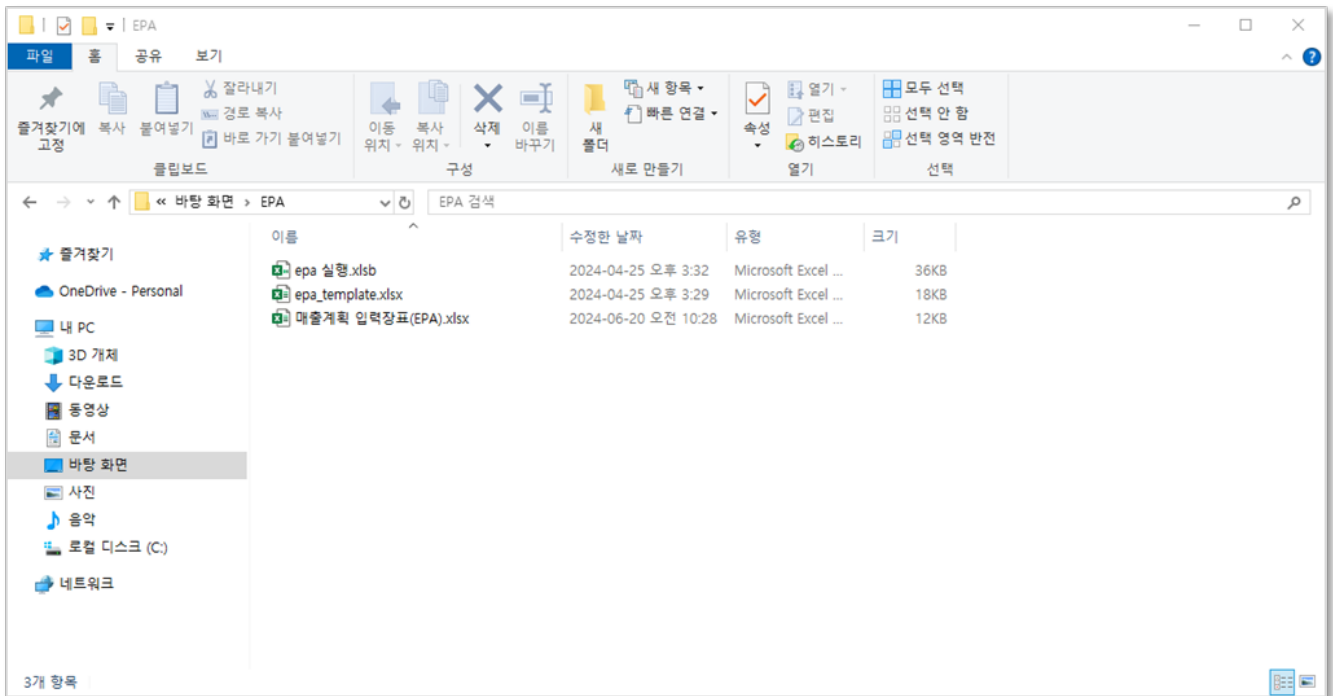 EPA
파일 홈 공유 보기
즐겨찾기에 고정 복사 붙여넣기 잘라내기 경로 복사 바로 가기 붙여넣기
이동 위치 복사 위치 삭제 이름 바꾸기
새 폴더 새 항목 빠른 연결
속성 열기 편집 히스토리
모두 선택 선택 안 함 선택 영역 반전
클립보드 구성 새로 만들기 열기 선택
« 바탕 화면 > EPA EPA 검색
이름 수정한 날짜 유형 크기
epa 실행.xlsb 2024-04-25 오후 3:32 Microsoft Excel ... 36KB
epa_template.xlsx 2024-04-25 오후 3:29 Microsoft Excel ... 18KB
매출계획 입력장표(EPA).xlsx 2024-06-20 오전 10:28 Microsoft Excel ... 12KB
즐겨찾기
OneDrive - Personal
내 PC
3D 개체
다운로드
동영상
문서
바탕 화면
사진
음악
로컬 디스크 (C:)
네트워크
3개 항목